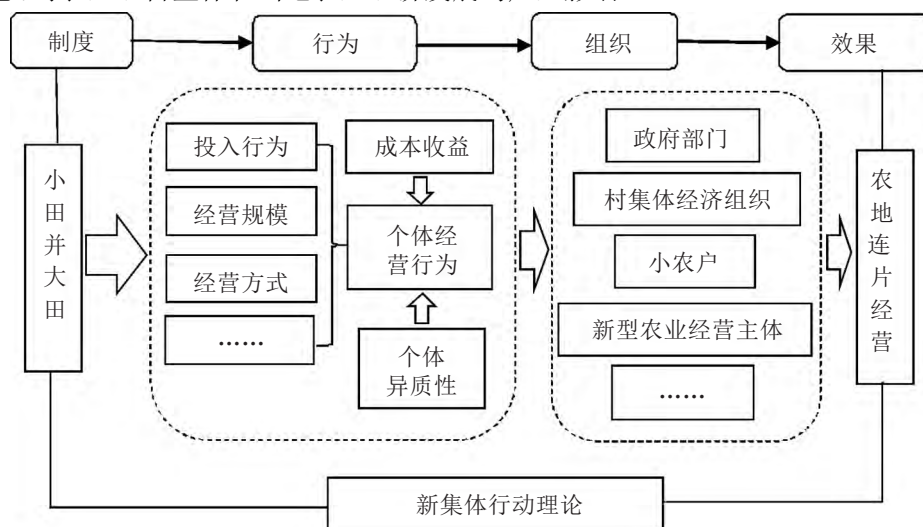 制度
行为
组织
效果
小田并大田
投入行为
经营规模
经营方式
……
成本收益
个体经
营行为
个体
异质性
政府部门
村集体经济组织
小农户
新型农业经营主体
……
农地连片经营
新集体行动理论